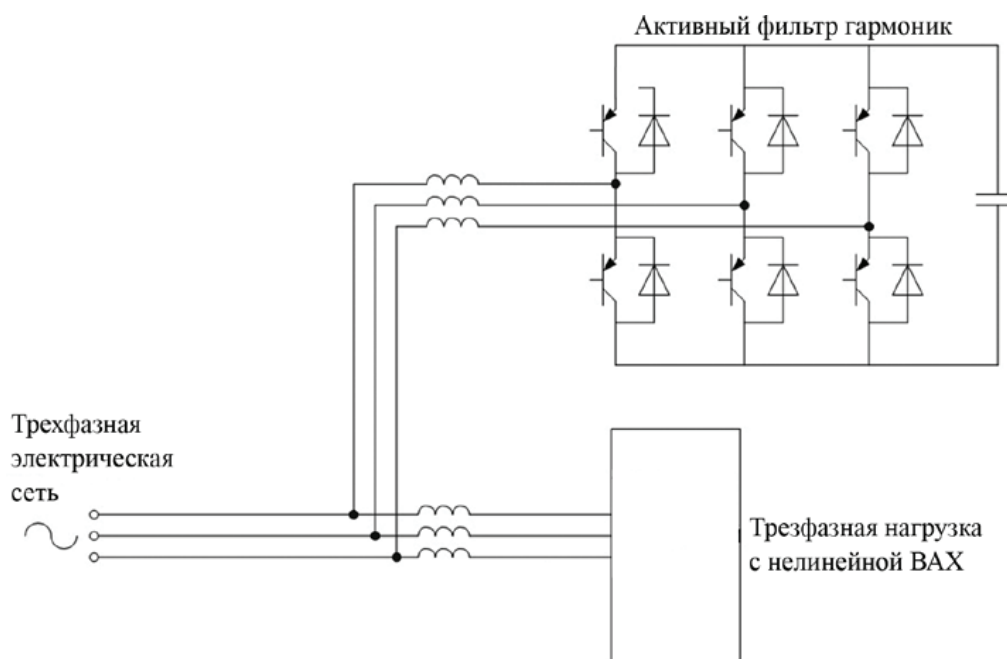 Активный фильтр гармоник
Трехфазная
электрическая
сеть
Трезфазная нагрузка
с нелинейной ВАХ